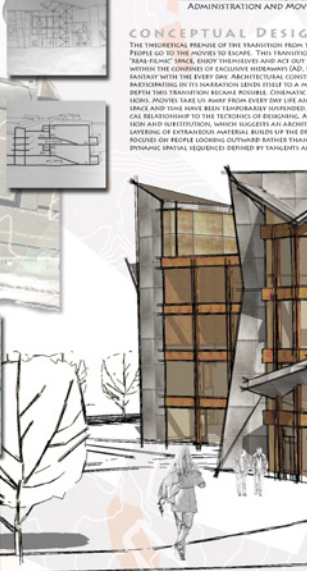 ADMINISTRATION AND MOV
CONCEPTUAL DESIG
THE THEORETICAL PREMISE OF THE TRANSITION FROM T
PEOPLE GO TO THE MOVIES TO ESCAPE. THIS TRANSITIO
"REAL-FILMIC" SPACE, ENJOY THEMSELVES AND ACT OUT
WITHIN THE CONFINES OF EXCLUSIVE HIDEAWAYS (AD,
FANTASY WITH THE EVERY DAY. ARCHITECTURAL CONST
PARTICIPATING IN ITS NARRATION LENDS ITSELF TO A M
DEPTH THIS TRANSITION BECAME POSSIBLE. CINEMATIC
SIONS. MOVIES TAKE US AWAY FROM EVERY DAY LIFE AN
SPACE AND TIME HAVE BEEN TEMPORARILY SUSPENDED.
CAL RELATIONSHIP TO THE TECTONICS OF DESIGNING. A
SION AND SUBSTITUTION, WHICH SUGGESTS AN ARCHIT
LAYERING OF EXTRANEOUS MATERIAL BUILDS UP THE DE
FOCUSES ON PEOPLE LOOKING OUTWARD RATHER THAN
DYNAMIC SPATIAL SEQUENCES DEFINED BY TANGENTS A